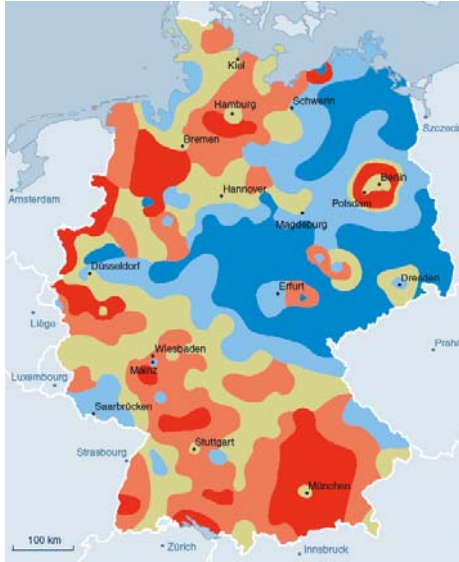 Kiel
Schwerin
Hamburg
Szczecin
Bremen
Berlin
Amsterdam
Hannover
Potsdam
Magdeburg
Düsseldorf
Erfurt
Dresden
Liège
Praha
Wiesbaden
Luxembourg
Mainz
Saarbrücken
Strasbourg
Stuttgart
München
100 km
Zürich
Innsbruck